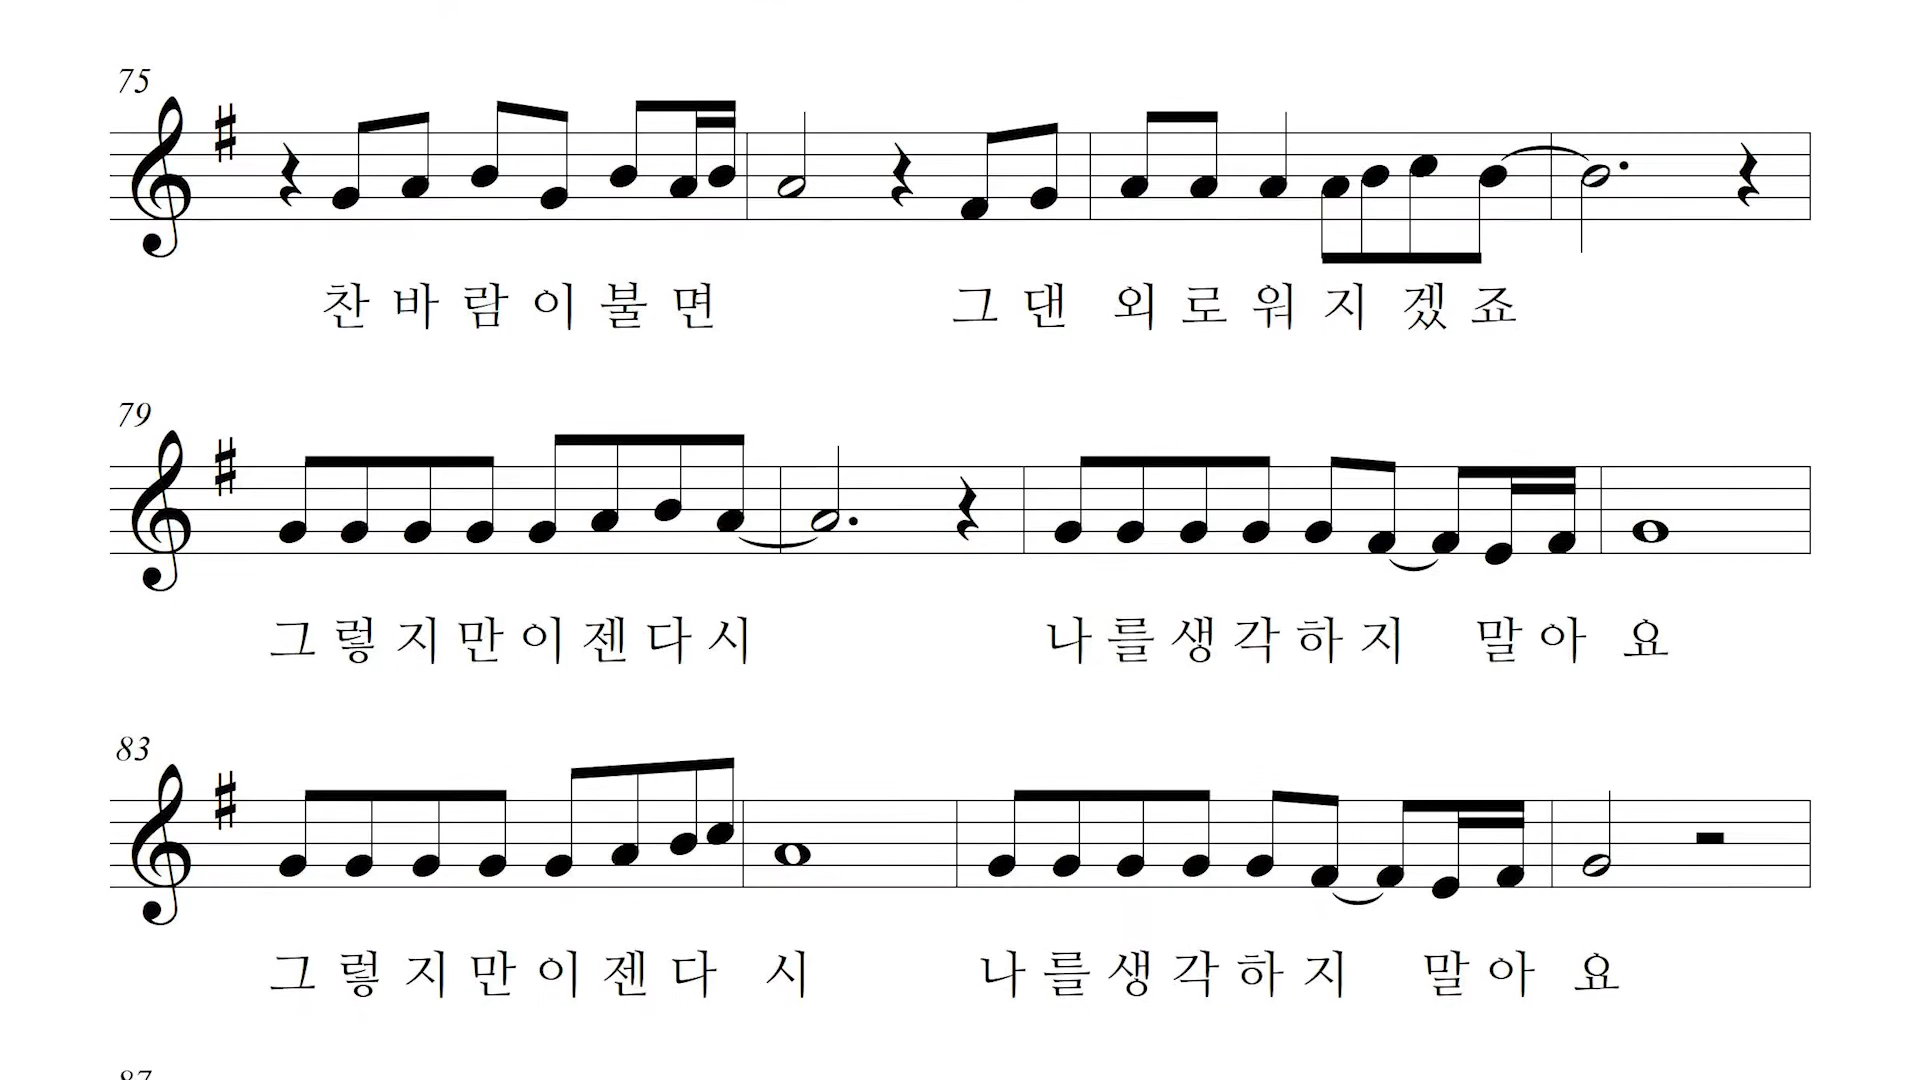 75
찬 바 람 이 불 면 그 댄 외 로 워 지 겠 죠
79
그 렇 지 만 이 젠 다 시 나 를 생 각 하 지 말 아 요
83
그 렇 지 만 이 젠 다 시 나 를 생 각 하 지 말 아 요
87